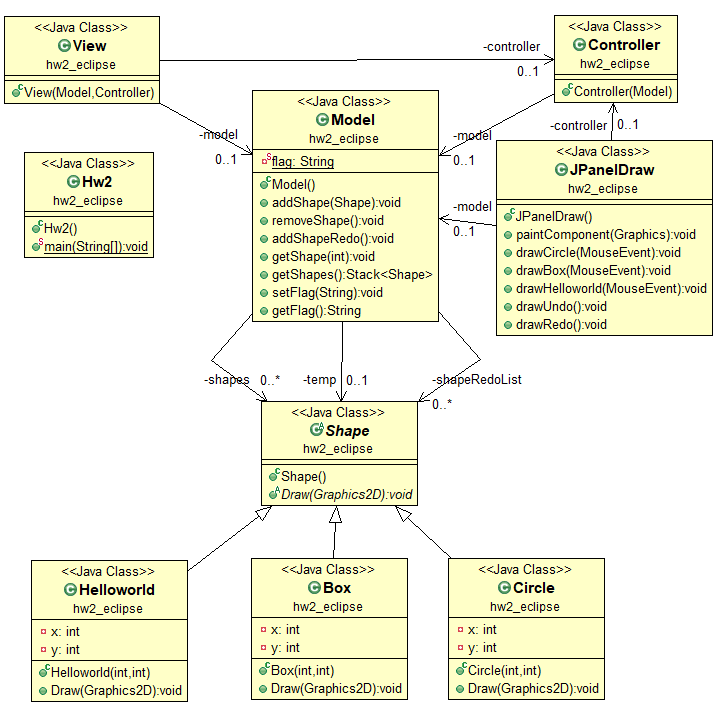 <<Java Class>>
View
hw2_eclipse
View(Model,Controller)
-controller
0..1
<<Java Class>>
Controller
hw2_eclipse
Controller(Model)
-model
0..1
<<Java Class>>
Model
hw2_eclipse
flag: String
Model()
addShape(Shape):void
removeShape():void
addShapeRedo():void
getShape(int):void
getShapes():Stack<Shape>
setFlag(String):void
getFlag():String
-model
0..1
-controller
0..1
<<Java Class>>
Hw2
hw2_eclipse
Hw2()
main(String[]):void
-model
0..1
<<Java Class>>
JPanelDraw
hw2_eclipse
JPanelDraw()
paintComponent(Graphics):void
drawCircle(MouseEvent):void
drawBox(MouseEvent):void
drawHelloworld(MouseEvent):void
drawUndo():void
drawRedo():void
-shapes
0..*
-temp
0..1
-shapeRedoList
0..*
<<Java Class>>
Shape
hw2_eclipse
Shape()
Draw(Graphics2D):void
<<Java Class>>
Helloworld
hw2_eclipse
x: int
y: int
Helloworld(int,int)
Draw(Graphics2D):void
<<Java Class>>
Box
hw2_eclipse
x: int
y: int
Box(int,int)
Draw(Graphics2D):void
<<Java Class>>
Circle
hw2_eclipse
x: int
y: int
Circle(int,int)
Draw(Graphics2D):void